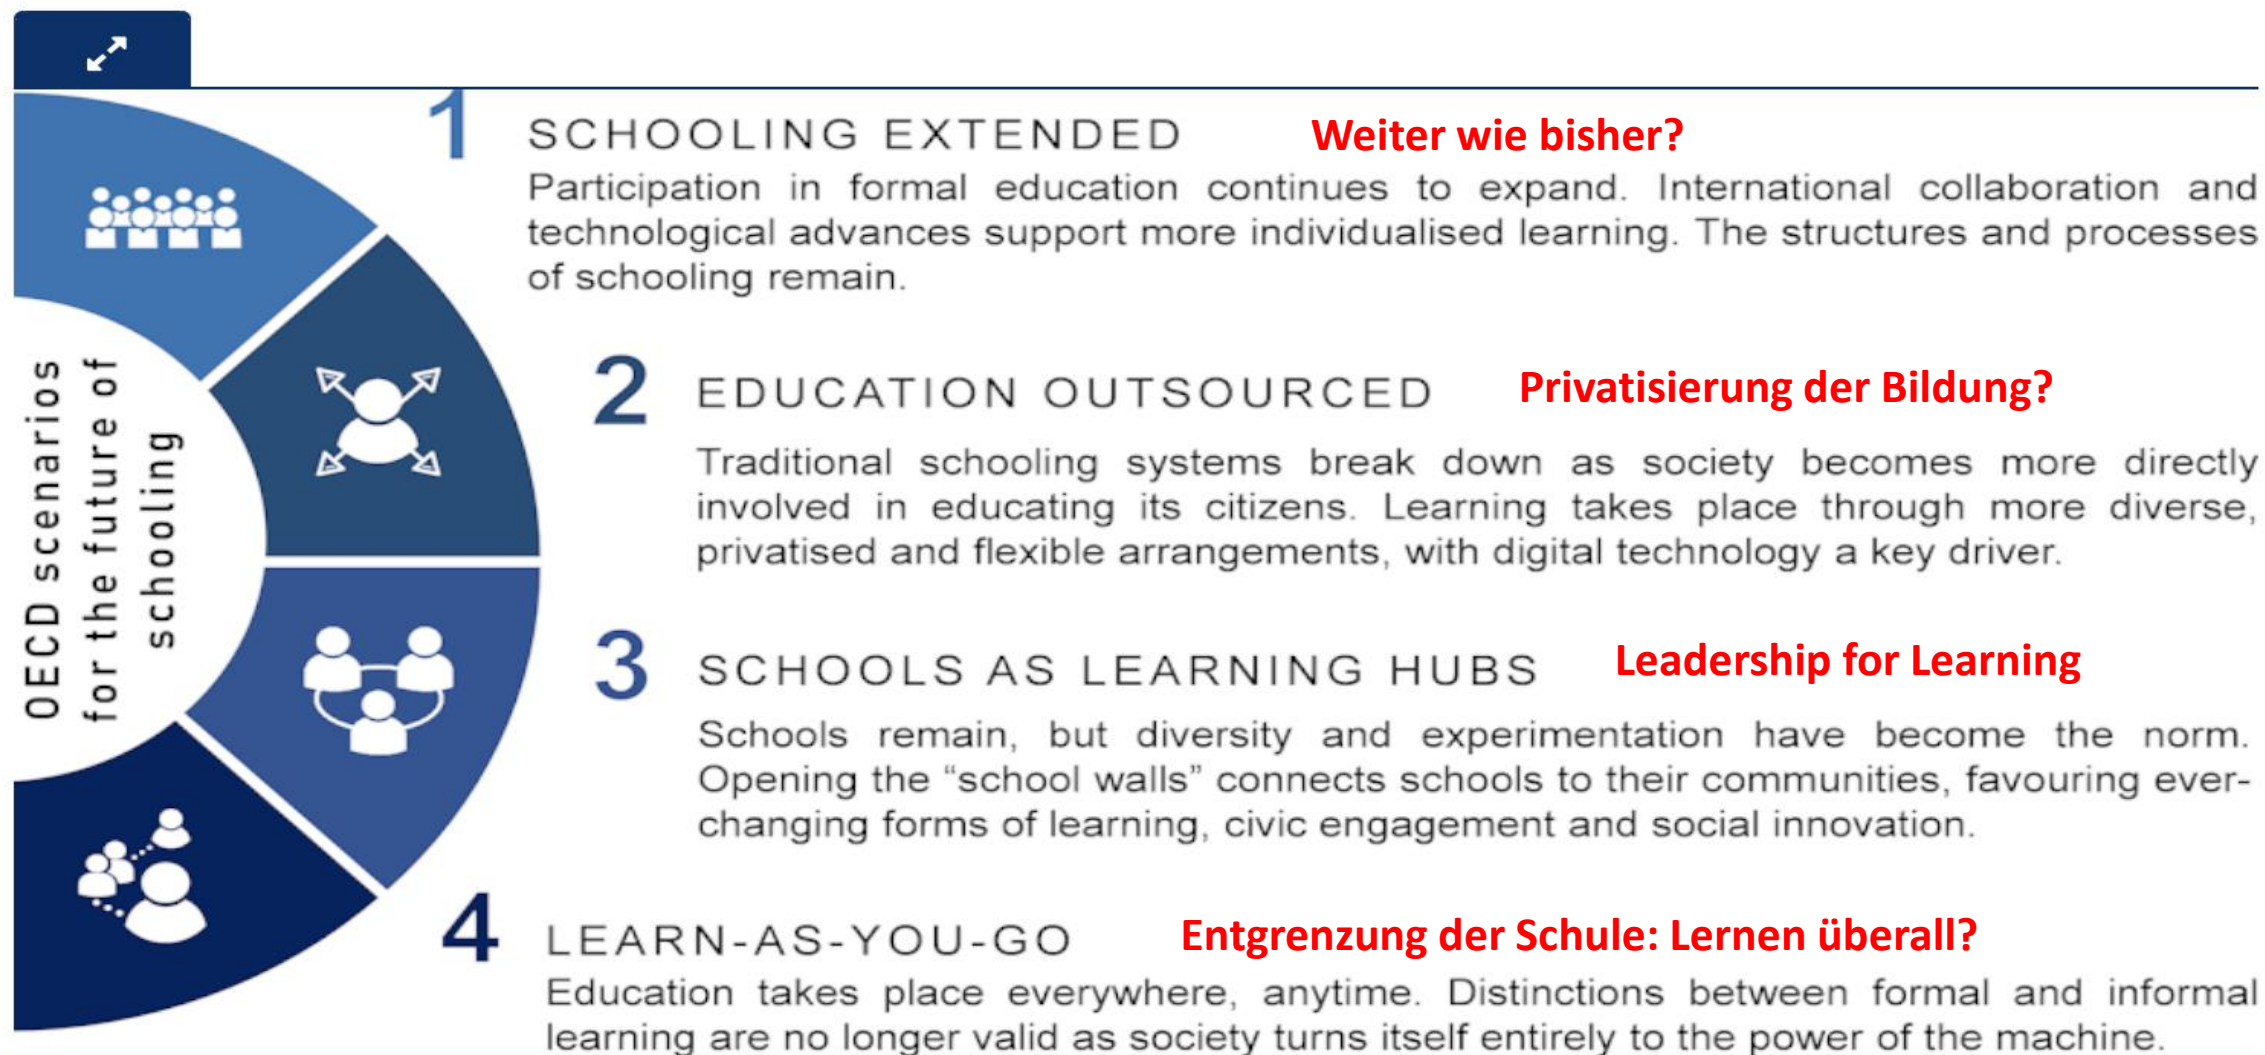 OECD scenarios
for the future of
schooling
1 SCHOOLING EXTENDED Weiter wie bisher?
Participation in formal education continues to expand. International collaboration and
technological advances support more individualised learning. The structures and processes
of schooling remain.
2 EDUCATION OUTSOURCED Privatisierung der Bildung?
Traditional schooling systems break down as society becomes more directly
involved in educating its citizens. Learning takes place through more diverse,
privatised and flexible arrangements, with digital technology a key driver.
3 SCHOOLS AS LEARNING HUBS Leadership for Learning
Schools remain, but diversity and experimentation have become the norm.
Opening the “school walls” connects schools to their communities, favouring ever-
changing forms of learning, civic engagement and social innovation.
4 LEARN-AS-YOU-GO Entgrenzung der Schule: Lernen überall?
Education takes place everywhere, anytime. Distinctions between formal and informal
learning are no longer valid as society turns itself entirely to the power of the machine.